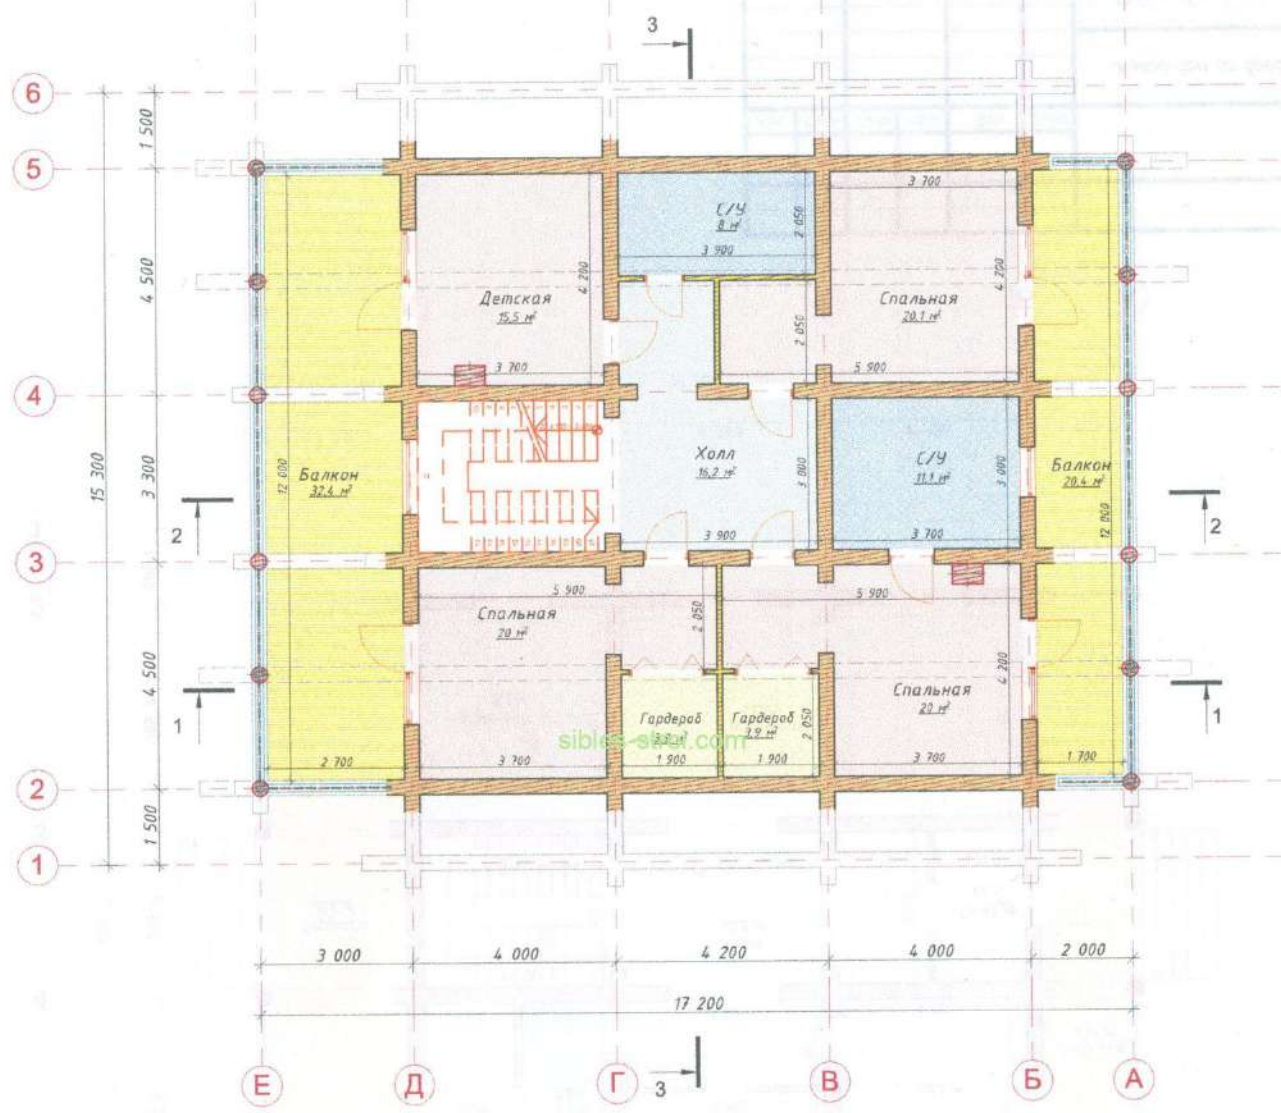 3
6
5
4
3
2
1
1 500
4 500
3 300
4 500
1 500
15 300
С/У
8 м²
3 900
2 050
3 700
Детская
15,5 м²
4 200
3 700
Спальная
20,1 м²
4 200
2 050
5 900
Балкон
32,4 м²
12 000
2 700
Холл
16,2 м²
3 000
3 900
С/У
11,1 м²
3 000
3 700
Балкон
20,4 м²
12 000
1 700
2
2
5 900
Спальная
20 м²
2 050
3 700
5 900
Спальная
20 м²
4 200
3 700
Гардероб
1 900
Гардероб
3,9 м²
2 050
1 900
sibles-stroi.com
1
1
3 000
4 000
4 200
4 000
2 000
17 200
3
Е
Д
Г
В
Б
А